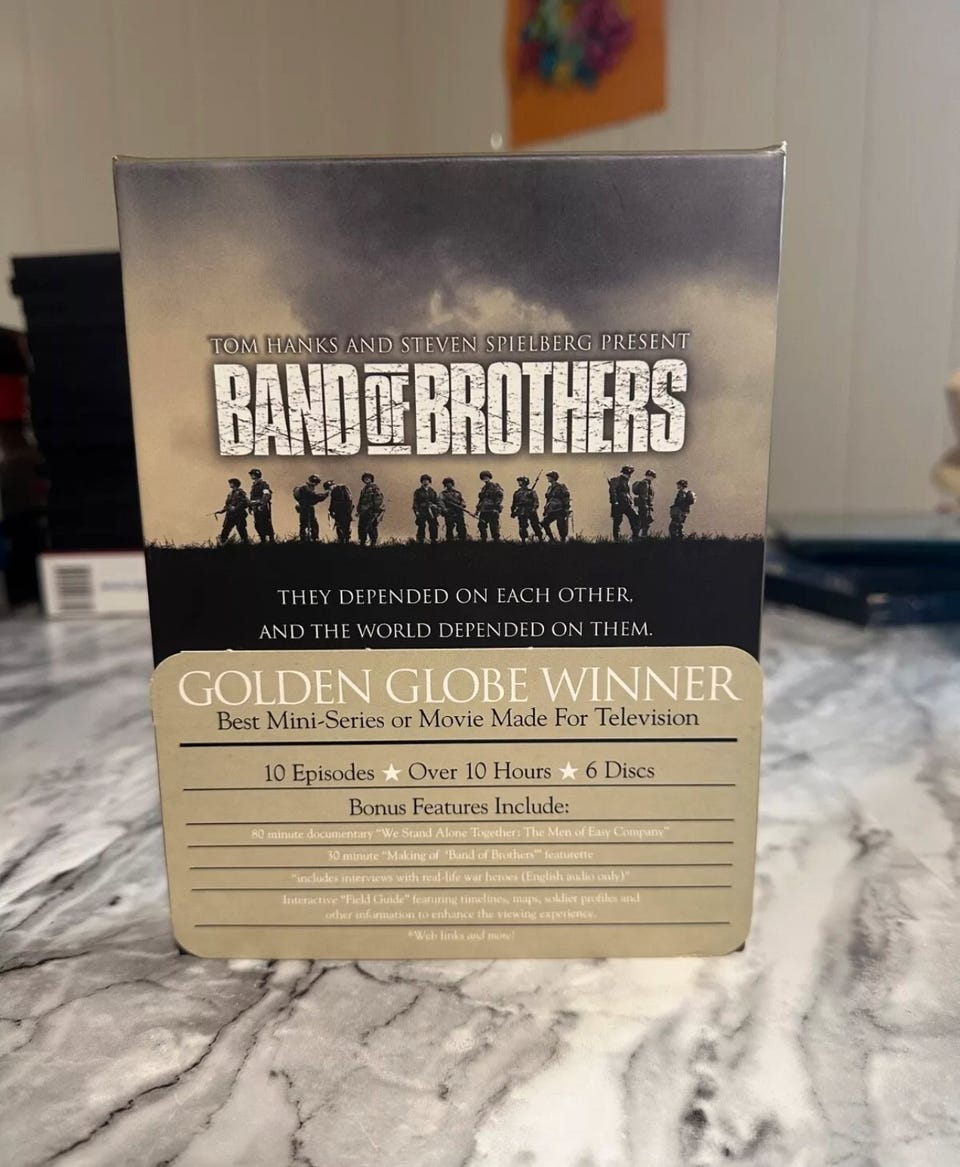 TOM HANKS AND STEVEN SPIELBERG PRESENT
BAND OF BROTHERS
THEY DEPENDED ON EACH OTHER,
AND THE WORLD DEPENDED ON THEM.
GOLDEN GLOBE WINNER
Best Mini-Series or Movie Made For Television
10 Episodes ★ Over 10 Hours ★ 6 Discs
Bonus Features Include:
80 minute documentary "We Stand Alone Together: The Men of Easy Company"
30 minute "Making of 'Band of Brothers'" featurette
"includes interviews with real-life war heroes (English audio only)"
Interactive "Field Guide" featuring timelines, maps, soldier profiles and
other information to enhance the viewing experience.
*Web links and more!